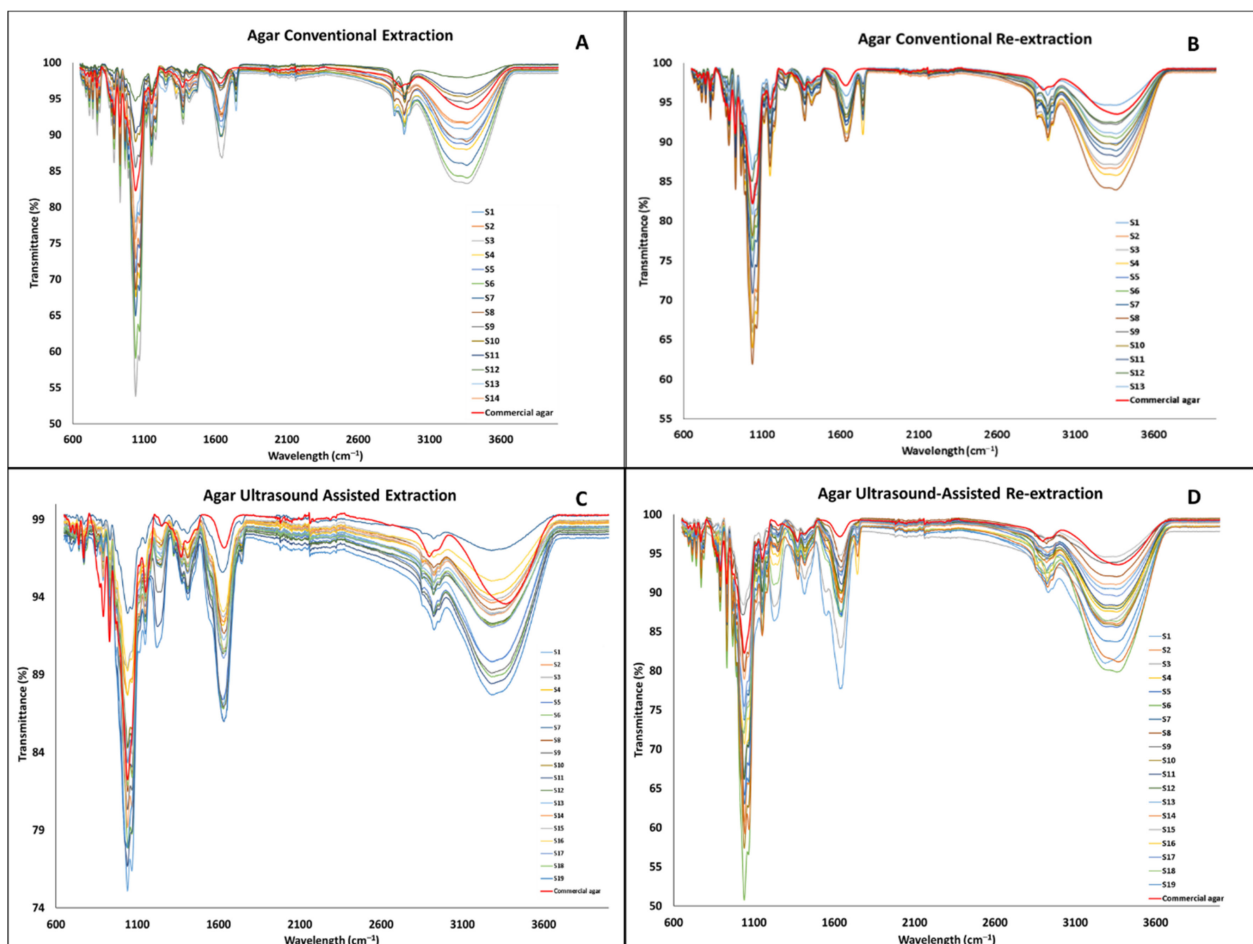 Agar Conventional Extraction
A
100
95
90
85
80
75
70
65
60
55
50
Transmittance (%)
600
1100
1600
2100
2600
3100
3600
Wavelength (cm⁻¹)
S1
S2
S3
S4
S5
S6
S7
S8
S9
S10
S11
S12
S13
S14
Commercial agar
Agar Conventional Re-extraction
B
100
95
90
85
80
75
70
65
60
55
Transmittance (%)
600
1100
1600
2100
2600
3100
3600
Wavelength (cm⁻¹)
S1
S2
S3
S4
S5
S6
S7
S8
S9
S10
S11
S12
S13
Commercial agar
Agar Ultrasound Assisted Extraction
C
99
94
89
84
79
74
Transmittance (%)
600
1100
1600
2100
2600
3100
3600
Wavelength (cm⁻¹)
S1
S2
S3
S4
S5
S6
S7
S8
S9
S10
S11
S12
S13
S14
S15
S16
S17
S18
S19
Commercial agar
Agar Ultrasound-Assisted Re-extraction
D
100
95
90
85
80
75
70
65
60
55
50
Transmittance (%)
600
1100
1600
2100
2600
3100
3600
Wavelength (cm⁻¹)
S1
S2
S3
S4
S5
S6
S7
S8
S9
S10
S11
S12
S13
S14
S15
S16
S17
S18
S19
Commercial agar